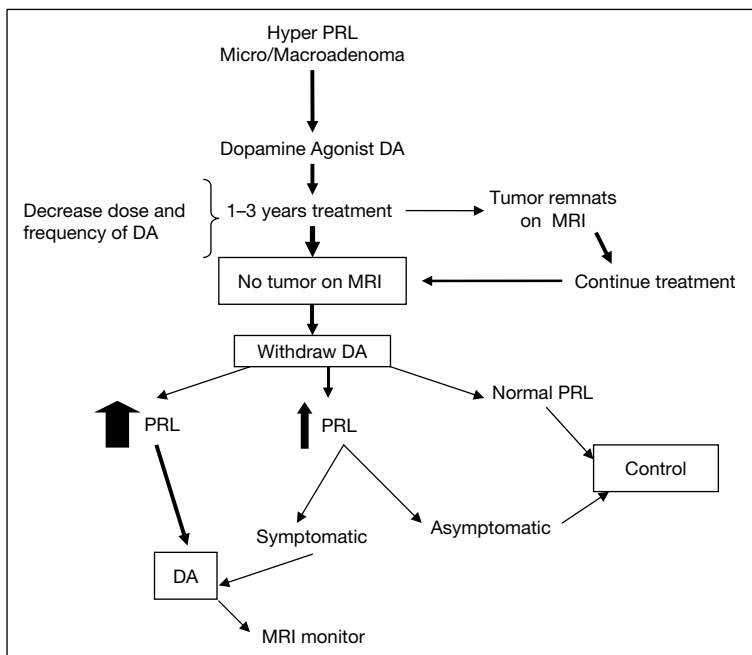 Hyper PRL
Micro/Macroadenoma
Dopamine Agonist DA
Decrease dose and
frequency of DA
1–3 years treatment
Tumor remnats
on MRI
No tumor on MRI
Continue treatment
Withdraw DA
PRL
PRL
Normal PRL
Control
Symptomatic
Asymptomatic
DA
MRI monitor